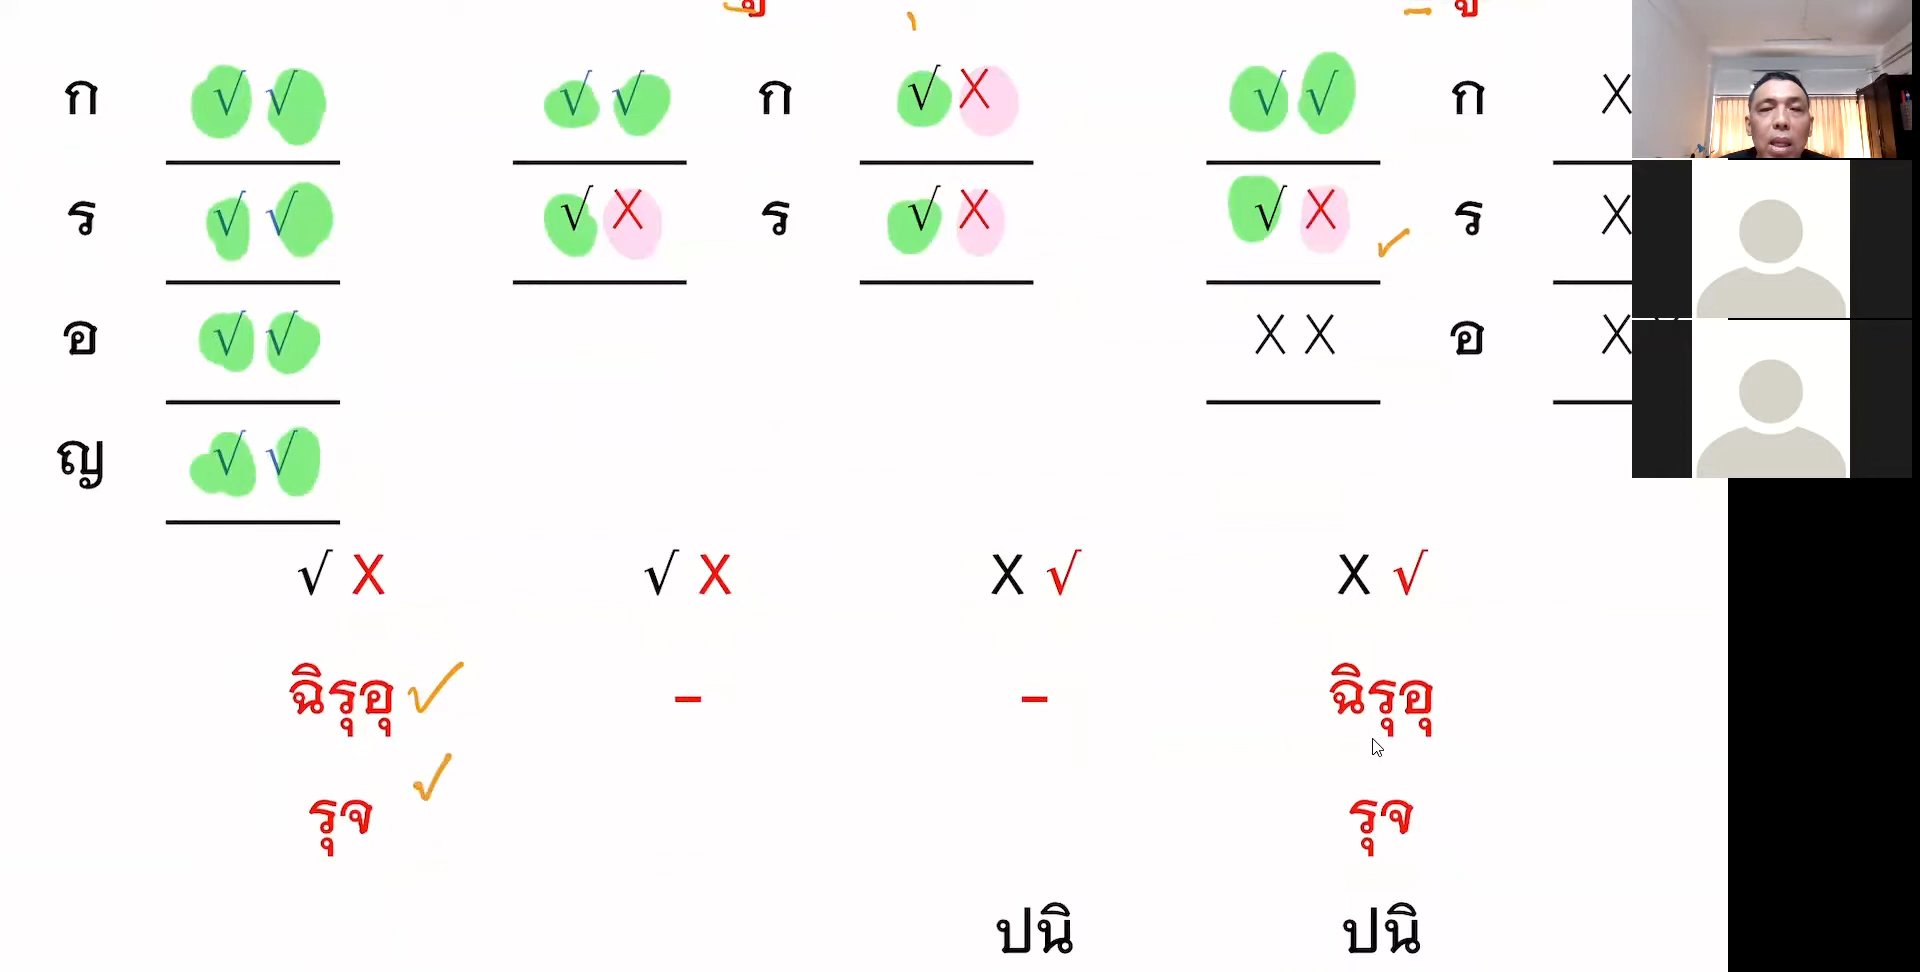 ก √ √ √ √ ก √ X √ √ ก X
ร √ √ √ X ร √ X √ X ร X
อ √ √ X X อ X
ญ √ √
√ X √ X X √ X √
ฉิรุอุ – – ฉิรุอุ
รุจ รุจ
ปนิ ปนิ